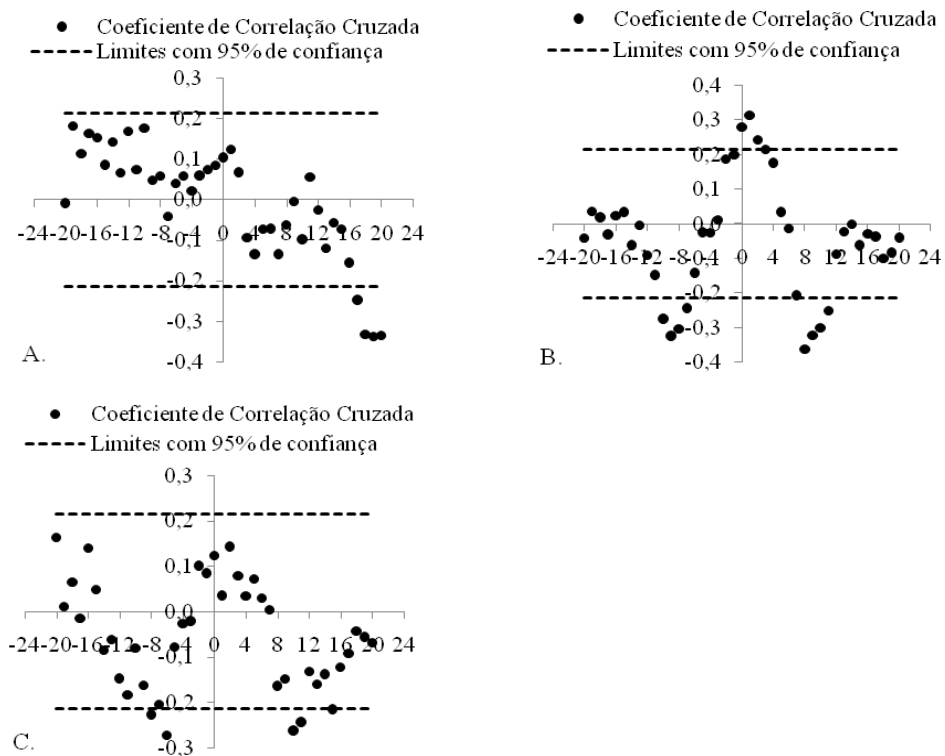 Coeficiente de Correlação Cruzada
Limites com 95% de confiança
0,3
0,2
0,1
0,0
-24 -20 -16 -12 -8 -4 0 4 8 12 16 20 24
-0,1
-0,2
-0,3
-0,4
A.
Coeficiente de Correlação Cruzada
Limites com 95% de confiança
0,4
0,3
0,2
0,1
0,0
-24 -20 -16 -12 -8 -4 0 4 8 12 16 20 24
-0,1
-0,2
-0,3
-0,4
B.
Coeficiente de Correlação Cruzada
Limites com 95% de confiança
0,3
0,2
0,1
0,0
-24 -20 -16 -12 -8 -4 0 4 8 12 16 20 24
-0,1
-0,2
-0,3
C.